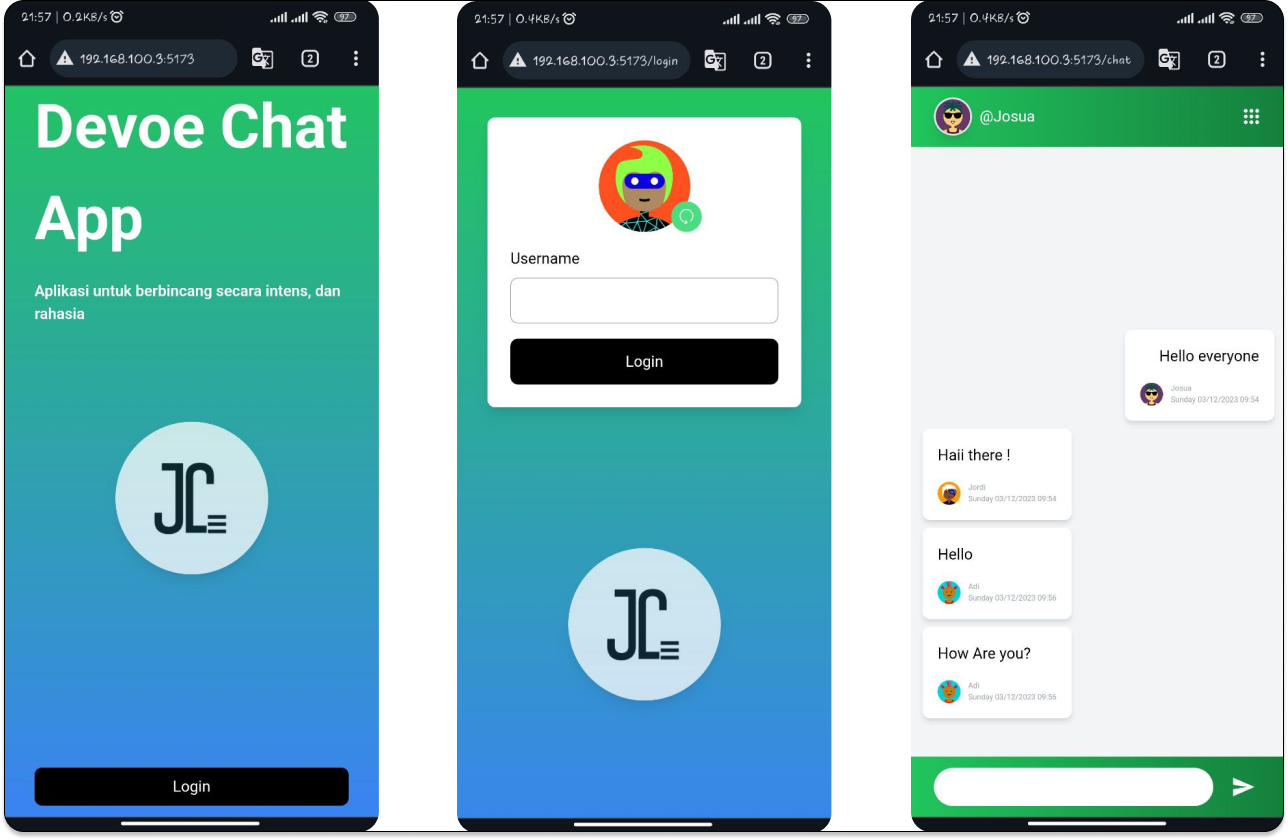 21:57 | 0.2KB/s
97
192.168.100.3:5173
2
Devoe Chat
App
Aplikasi untuk berbincang secara intens, dan
rahasia
JC
Login
21:57 | 0.4KB/s
97
192.168.100.3:5173/login
2
Username
Login
JC
21:57 | 0.4KB/s
97
192.168.100.3:5173/chat
2
@Josua
Hello everyone
Josua
Sunday 03/12/2023 09:54
Haii there !
Jordi
Sunday 03/12/2023 09:54
Hello
Adi
Sunday 03/12/2023 09:56
How Are you?
Adi
Sunday 03/12/2023 09:56